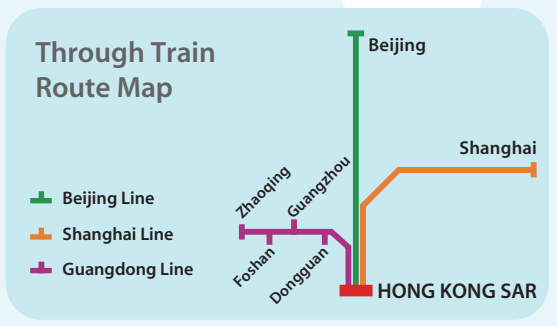 Through Train
Route Map
Beijing
Shanghai
Beijing Line
Shanghai Line
Guangdong Line
Zhaoqing
Guangzhou
Foshan
Dongguan
HONG KONG SAR